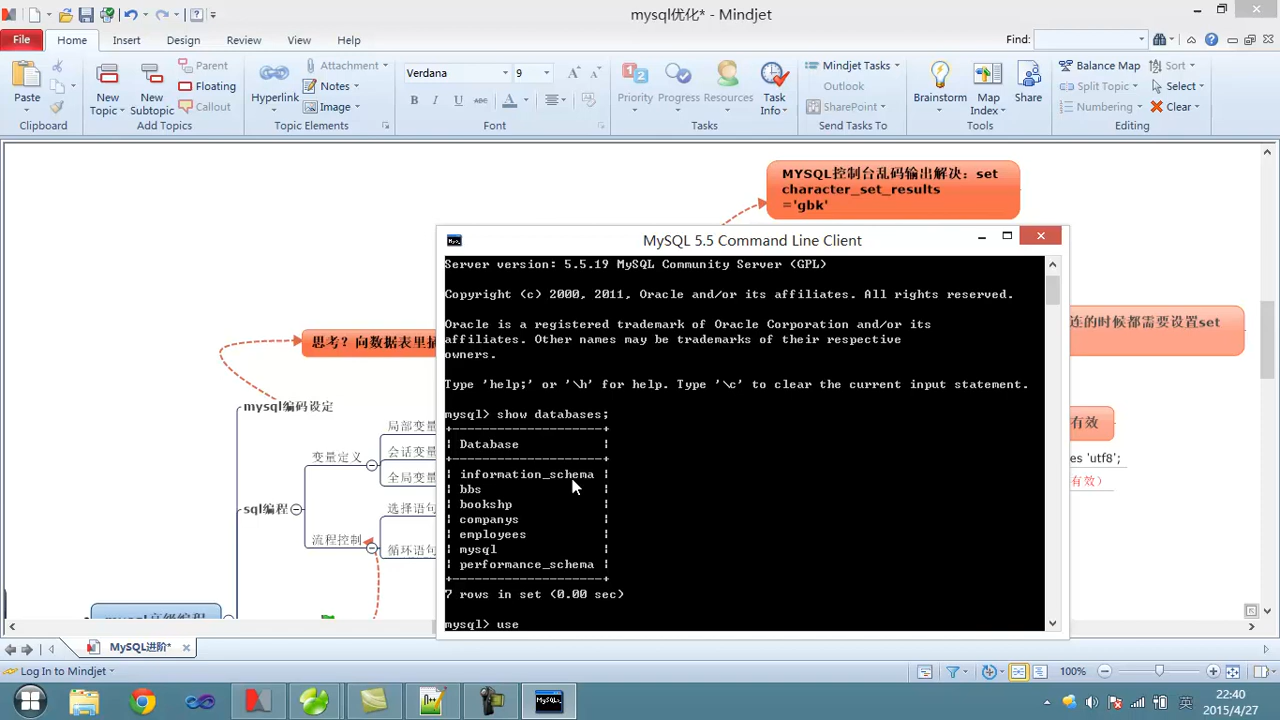 mysql优化* - Mindjet
File Home Insert Design Review View Help Find:
Paste
Clipboard
New Topic
New Subtopic
Parent
Floating
Callout
Add Topics
Hyperlink
Attachment
Notes
Image
Topic Elements
Verdana 9
B I U abc A
Font
Priority Progress Resources Task Info
Tasks
Mindjet Tasks
Outlook
SharePoint
Send Tasks To
Brainstorm Map Index Share
Tools
Balance Map
Split Topic
Numbering
Sort
Select
Clear
Editing
MYSQL控制台乱码输出解决：set
character_set_results
='gbk'
MySQL 5.5 Command Line Client
Server version: 5.5.19 MySQL Community Server (GPL)
Copyright (c) 2000, 2011, Oracle and/or its affiliates. All rights reserved.
Oracle is a registered trademark of Oracle Corporation and/or its
affiliates. Other names may be trademarks of their respective
owners.
Type 'help;' or '\h' for help. Type '\c' to clear the current input statement.
mysql> show databases;
+--------------------+
| Database           |
+--------------------+
| information_schema |
| bbs                |
| bookshp            |
| companys           |
| employees          |
| mysql              |
| performance_schema |
+--------------------+
7 rows in set (0.00 sec)
mysql> use
连的时候都需要设置set
有效
es 'utf8';
有效）
思考？向数据表里
mysql编码设定
变量定义
局部变量
会话变量
全局变量
sql编程
流程控制
选择语句
循环语句
mysql高级编程
MySQL进阶*
Log In to Mindjet
100%
英
22:40
2015/4/27